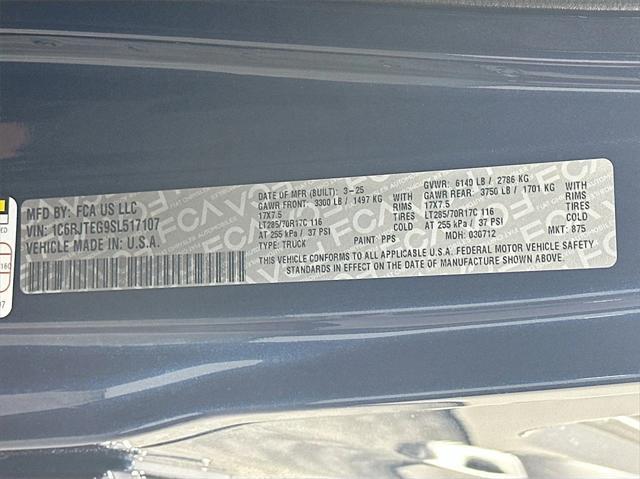 MFD BY: FCA US LLC
VIN: 1C6RJTEG9SL517107
VEHICLE MADE IN: U.S.A.
DATE OF MFR (BUILT): 3-25
GAWR FRONT: 3300 LB / 1497 KG WITH
17X7.5 RIMS
LT285/70R17C 116 TIRES
AT 255 kPa / 37 PSI COLD
TYPE: TRUCK PAINT: PPS
GVWR: 6140 LB / 2786 KG
GAWR REAR: 3750 LB / 1701 KG WITH
17X7.5 RIMS
LT285/70R17C 116 TIRES
AT 255 kPa / 37 PSI COLD
MDH: 030712 MKT: 875
THIS VEHICLE CONFORMS TO ALL APPLICABLE U.S.A. FEDERAL MOTOR VEHICLE SAFETY
STANDARDS IN EFFECT ON THE DATE OF MANUFACTURE SHOWN ABOVE.